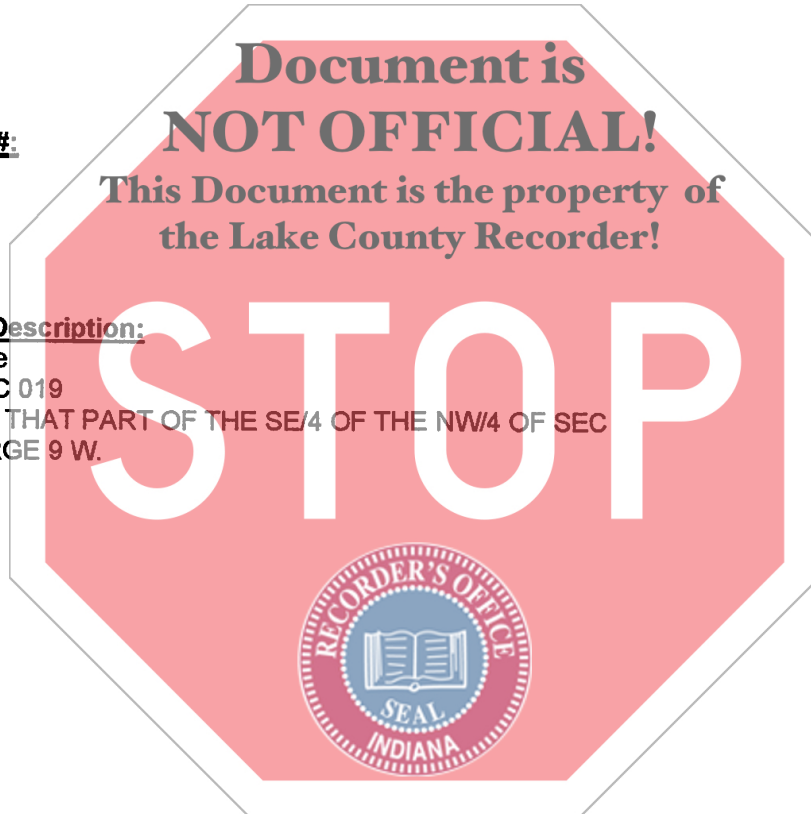 Document is
NOT OFFICIAL!
#:
This Document is the property of
the Lake County Recorder!
Description:
e
C 019
THAT PART OF THE SE/4 OF THE NW/4 OF SEC
RGE 9 W.
STOP
RECORDER'S OFFICE
SEAL
INDIANA